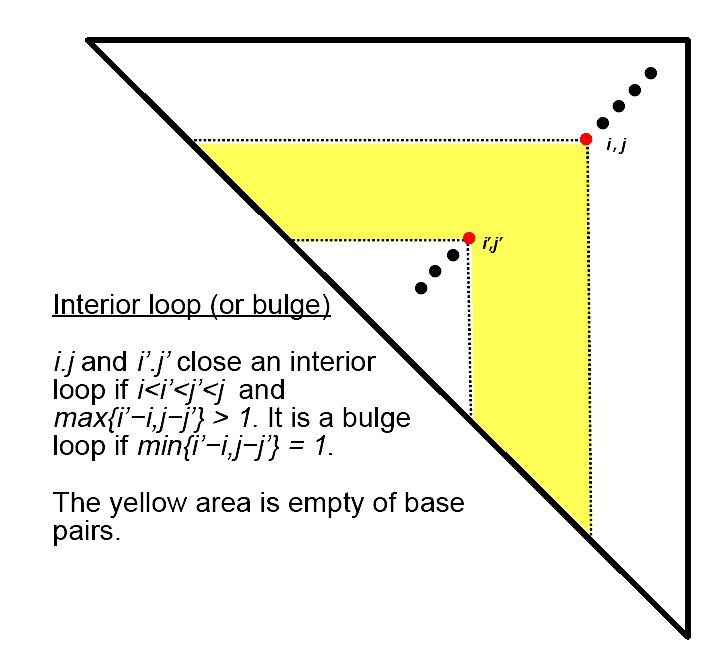 i,j
i',j'
Interior loop (or bulge)
i.j and i’.j’ close an interior
loop if i<i’<j’<j and
max{i’−i,j−j’} > 1. It is a bulge
loop if min{i’−i,j−j’} = 1.
The yellow area is empty of base
pairs.